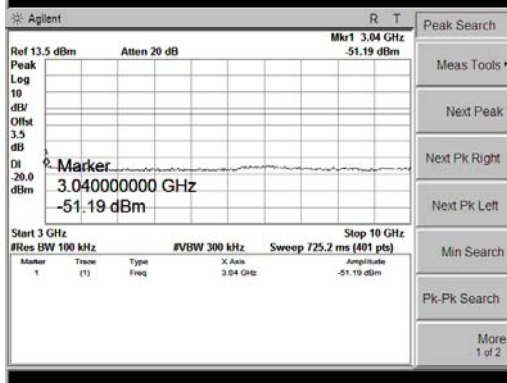 Agilent R T
Mkr1 3.04 GHz
Ref 13.5 dBm Atten 20 dB -51.19 dBm
Peak
Log
10
dB/
Offst
3.5
dB
DI
-20.0
dBm
1
Marker
3.040000000 GHz
-51.19 dBm
Start 3 GHz Stop 10 GHz
#Res BW 100 kHz #VBW 300 kHz Sweep 725.2 ms (401 pts)
Marker Trace Type X Axis Amplitude
1 (1) Freq 3.04 GHz -51.19 dBm
Peak Search
Meas Tools
Next Peak
Next Pk Right
Next Pk Left
Min Search
Pk-Pk Search
More
1 of 2